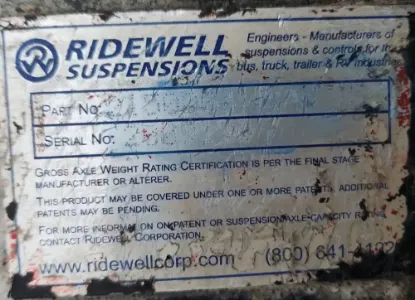 RIDEWELL
SUSPENSIONS
Engineers - Manufacturers of
suspensions & controls for the
bus, truck, trailer & RV industries
PART NO.
SERIAL NO.
GROSS AXLE WEIGHT RATING CERTIFICATION IS PER THE FINAL STAGE
MANUFACTURER OR ALTERER.
THIS PRODUCT MAY BE COVERED UNDER ONE OR MORE PATENTS. ADDITIONAL
PATENTS MAY BE PENDING.
FOR MORE INFORMATION ON PATENT OR SUSPENSION/AXLE CAPACITY RATING
CONTACT RIDEWELL CORPORATION.
www.ridewellcorp.com (800) 641-4122